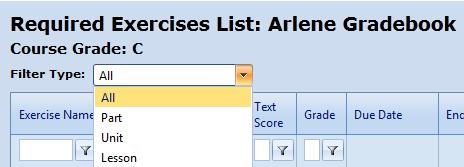 Required Exercises List: Arlene Gradebook
Course Grade: C
Filter Type: All
All
Part
Unit
Lesson
Exercise Name
Text Score
Grade
Due Date